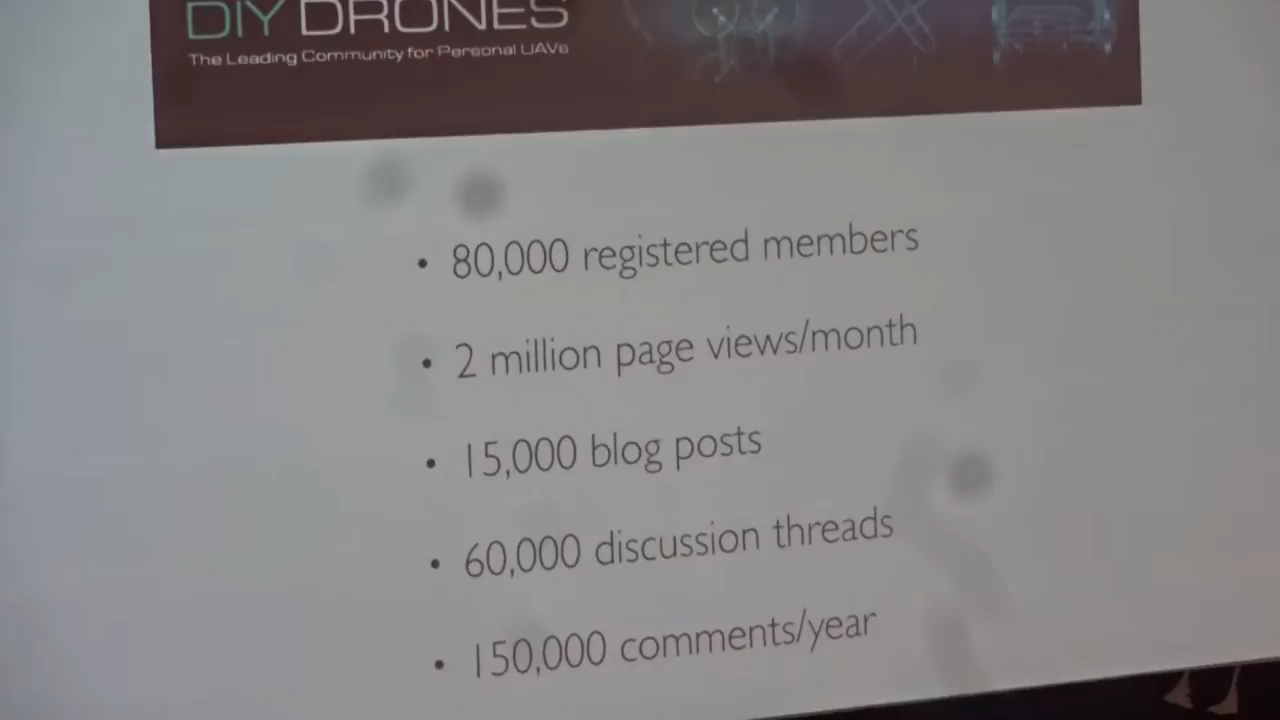 DIY DRONES
The Leading Community for Personal UAVs
• 80,000 registered members
• 2 million page views/month
• 15,000 blog posts
• 60,000 discussion threads
• 150,000 comments/year